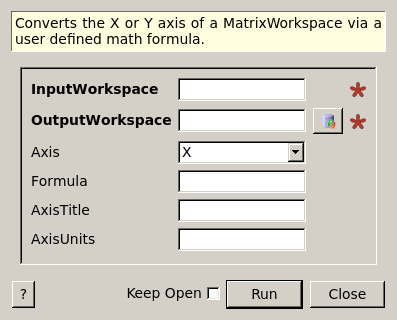 Converts the X or Y axis of a MatrixWorkspace via a
user defined math formula.
InputWorkspace
OutputWorkspace
Axis X
Formula
AxisTitle
AxisUnits
? Keep Open Run Close